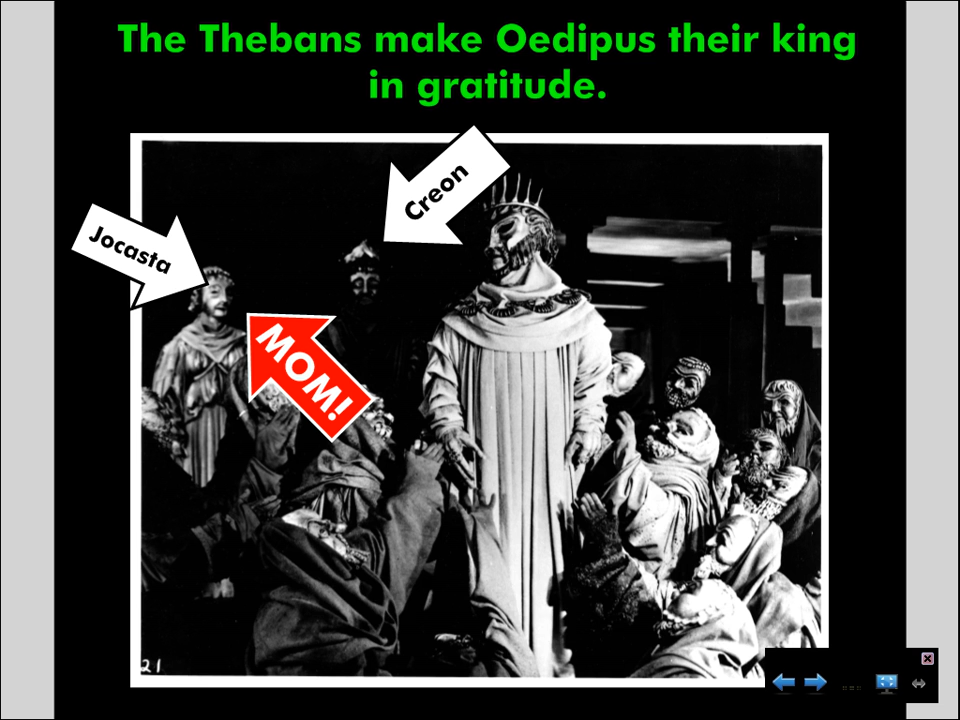 The Thebans make Oedipus their king
in gratitude.
Creon
Jocasta
MOM!
21